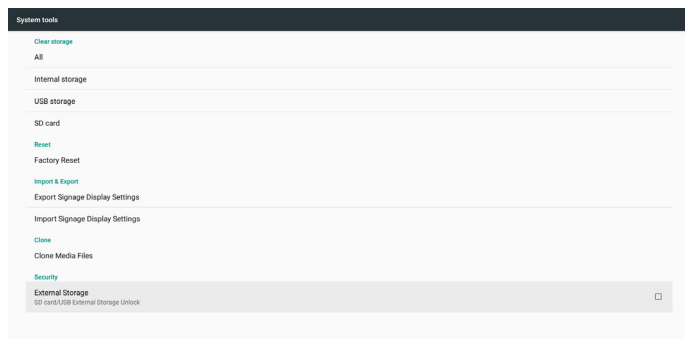 System tools
Clear storage
All
Internal storage
USB storage
SD card
Reset
Factory Reset
Import & Export
Export Signage Display Settings
Import Signage Display Settings
Clone
Clone Media Files
Security
External Storage
SD card/USB External Storage Unlock